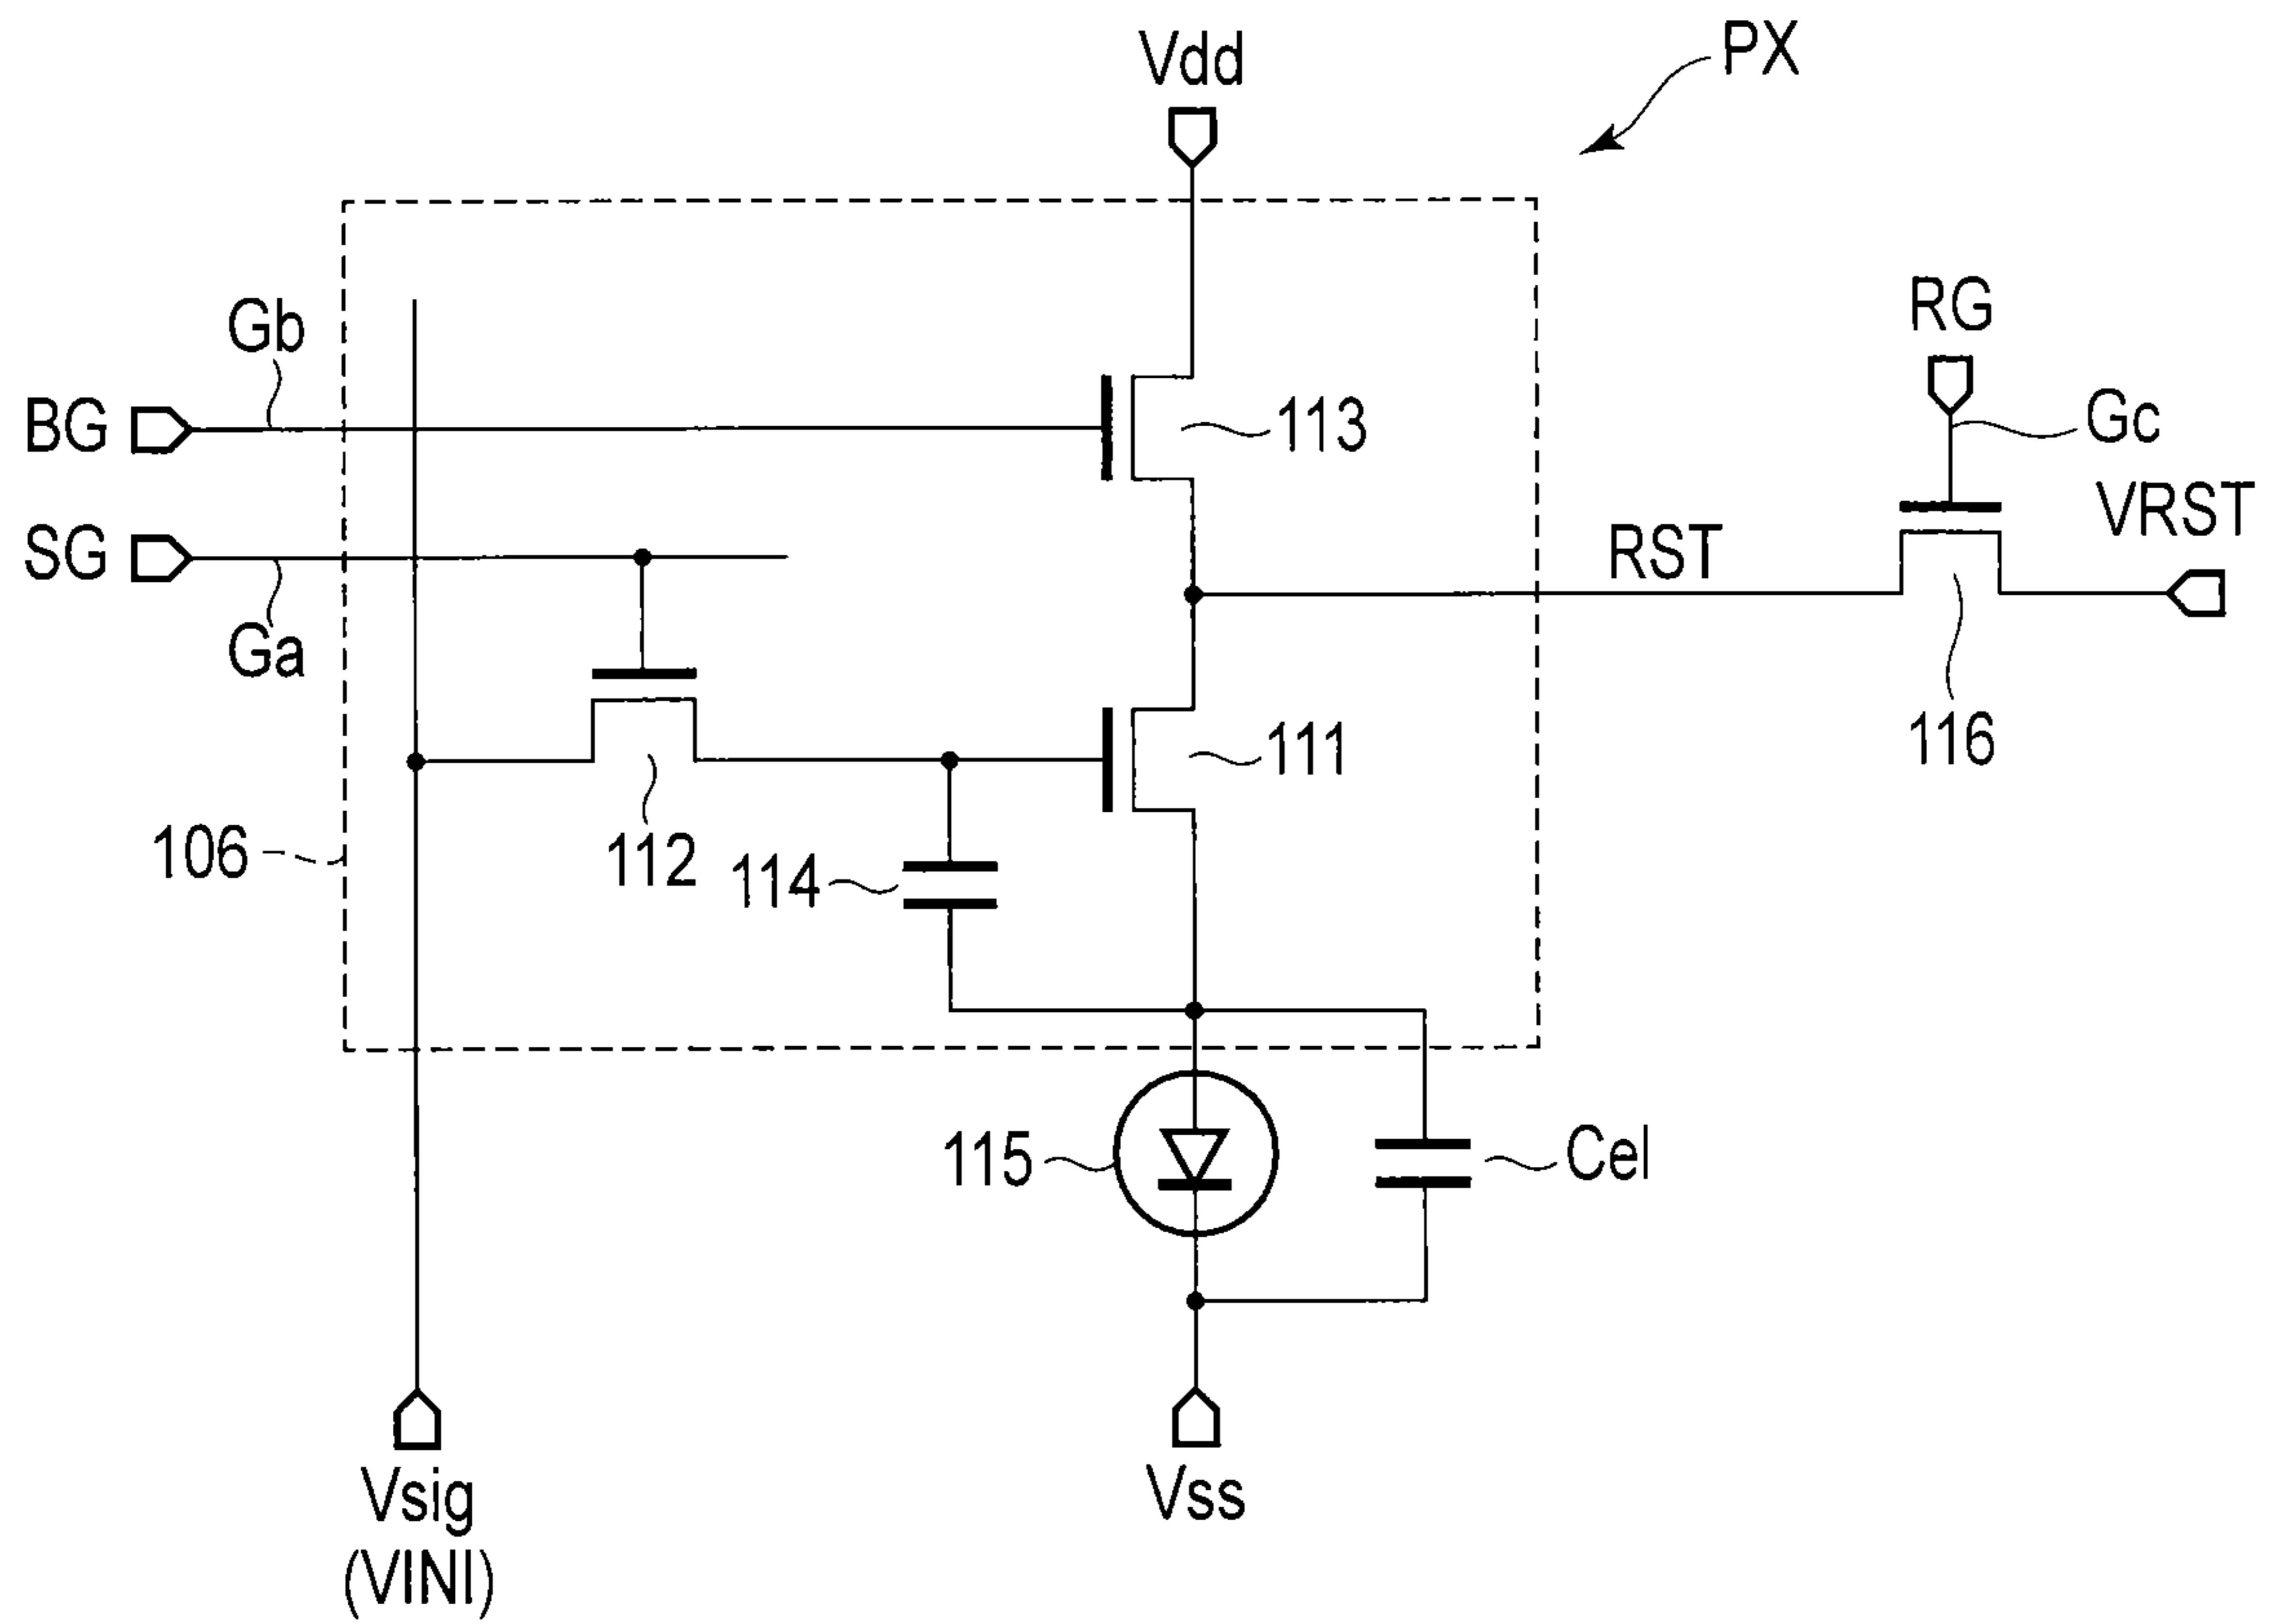 PX
Vdd
RG
Gb
BG
113
Gc
VRST
SG
RST
Ga
111
116
106
112
114
115
Cel
Vsig
(VINI)
Vss